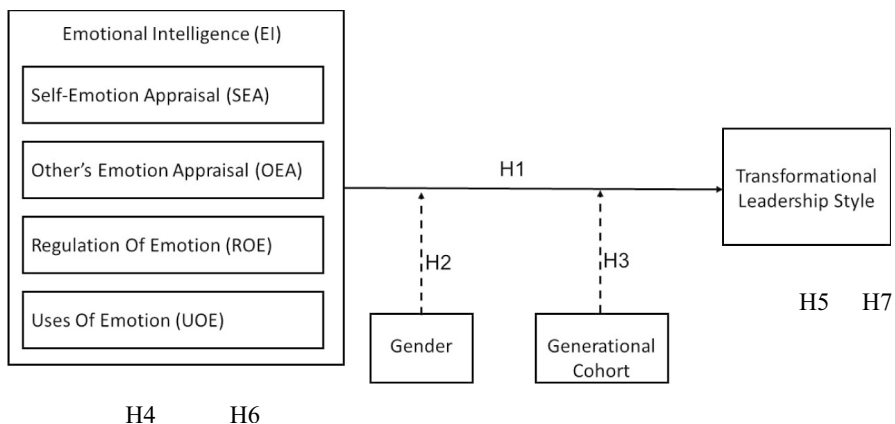 Emotional Intelligence (EI)
Self-Emotion Appraisal (SEA)
Other’s Emotion Appraisal (OEA)
Regulation Of Emotion (ROE)
Uses Of Emotion (UOE)
H1
H2
H3
Gender
Generational
Cohort
Transformational
Leadership Style
H5 H7
H4 H6